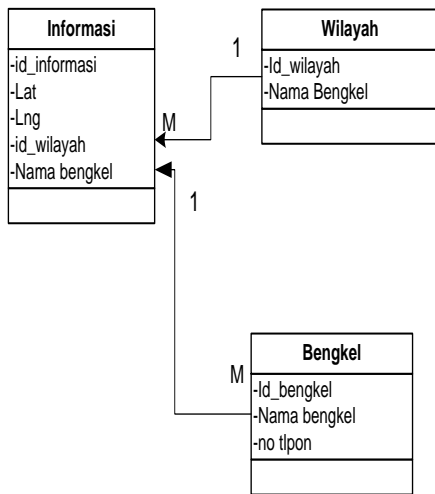 Informasi
-id_informasi
-Lat
-Lng
-id_wilayah
-Nama bengkel
1
M
Wilayah
-Id_wilayah
-Nama Bengkel
1
M
Bengkel
-Id_bengkel
-Nama bengkel
-no tlpon